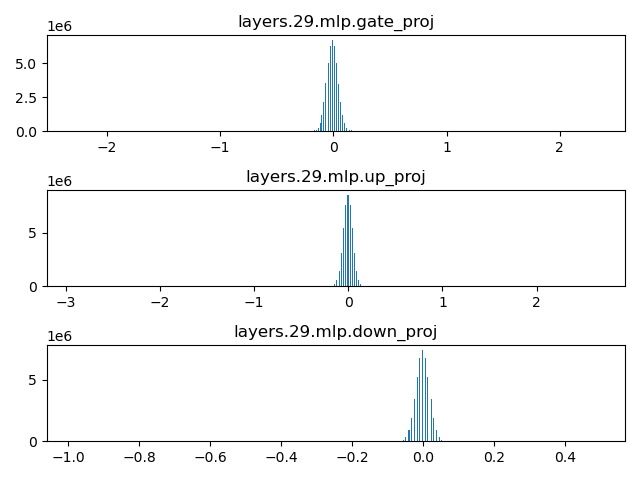 layers.29.mlp.gate_proj
1e6
5.0
2.5
0.0
−2 −1 0 1 2
layers.29.mlp.up_proj
1e6
5
0
−3 −2 −1 0 1 2
layers.29.mlp.down_proj
1e6
5
0
−1.0 −0.8 −0.6 −0.4 −0.2 0.0 0.2 0.4